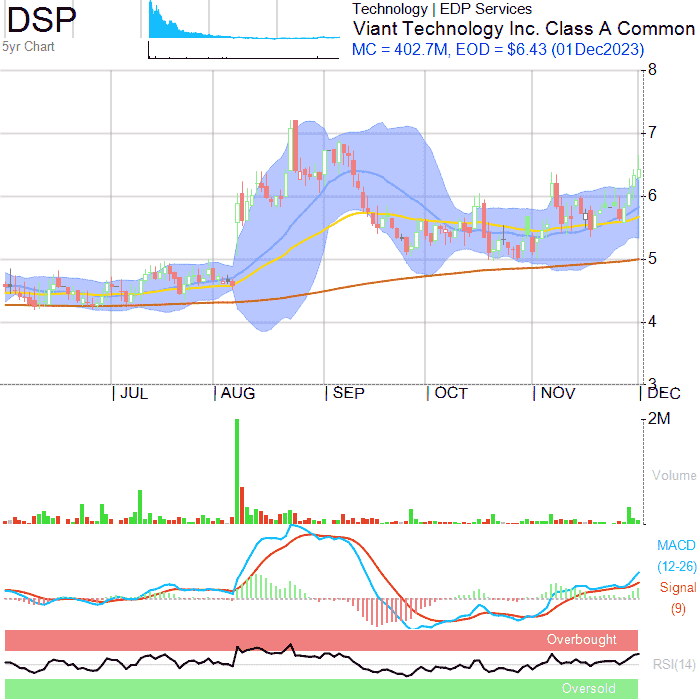 DSP
5yr Chart
Technology | EDP Services
Viant Technology Inc. Class A Common
MC = 402.7M, EOD = $6.43 (01Dec2023)
8
7
6
5
4
3
JUL
AUG
SEP
OCT
NOV
DEC
2M
Volume
MACD
(12-26)
Signal
(9)
Overbought
RSI(14)
Oversold